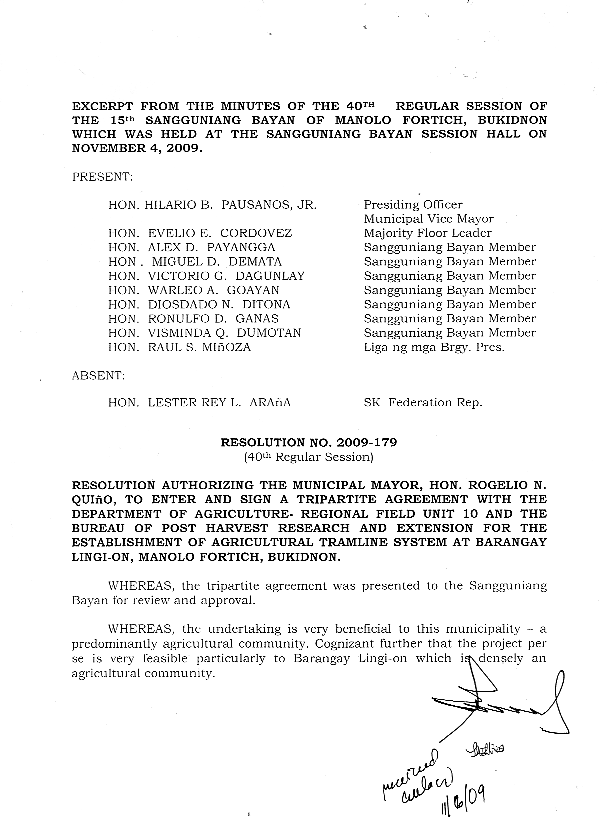 EXCERPT FROM THE MINUTES OF THE 40TH REGULAR SESSION OF
THE 15th SANGGUNIANG BAYAN OF MANOLO FORTICH, BUKIDNON
WHICH WAS HELD AT THE SANGGUNIANG BAYAN SESSION HALL ON
NOVEMBER 4, 2009.
PRESENT:
HON. HILARIO B. PAUSANOS, JR. Presiding Officer
Municipal Vice Mayor
HON. EVELIO E. CORDOVEZ Majority Floor Leader
HON. ALEX D. PAYANGGA Sangguniang Bayan Member
HON . MIGUEL D. DEMATA Sangguniang Bayan Member
HON. VICTORIO G. DAGUNLAY Sangguniang Bayan Member
HON. WARLEO A. GOAYAN Sangguniang Bayan Member
HON. DIOSDADO N. DITONA Sangguniang Bayan Member
HON. RONULFO D. GANAS Sangguniang Bayan Member
HON. VISMINDA Q. DUMOTAN Sangguniang Bayan Member
HON. RAUL S. MIñOZA Liga ng mga Brgy. Pres.
ABSENT:
HON. LESTER REY L. ARAñA SK Federation Rep.
RESOLUTION NO. 2009-179
(40th Regular Session)
RESOLUTION AUTHORIZING THE MUNICIPAL MAYOR, HON. ROGELIO N.
QUIñO, TO ENTER AND SIGN A TRIPARTITE AGREEMENT WITH THE
DEPARTMENT OF AGRICULTURE- REGIONAL FIELD UNIT 10 AND THE
BUREAU OF POST HARVEST RESEARCH AND EXTENSION FOR THE
ESTABLISHMENT OF AGRICULTURAL TRAMLINE SYSTEM AT BARANGAY
LINGI-ON, MANOLO FORTICH, BUKIDNON.
WHEREAS, the tripartite agreement was presented to the Sangguniang
Bayan for review and approval.
WHEREAS, the undertaking is very beneficial to this municipality – a
predominantly agricultural community. Cognizant further that the project per
se is very feasible particularly to Barangay Lingi-on which is densely an
agricultural community.
received
11/6/09